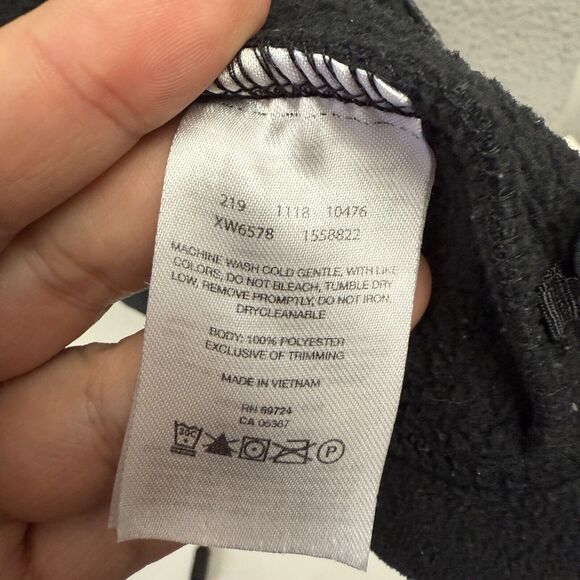 219 1118 10476
XW6578 1558822
MACHINE WASH COLD GENTLE, WITH LIKE
COLORS, DO NOT BLEACH, TUMBLE DRY
LOW, REMOVE PROMPTLY, DO NOT IRON,
DRYCLEANABLE
BODY: 100% POLYESTER
EXCLUSIVE OF TRIMMING
MADE IN VIETNAM
RN 69724
CA 05367
P